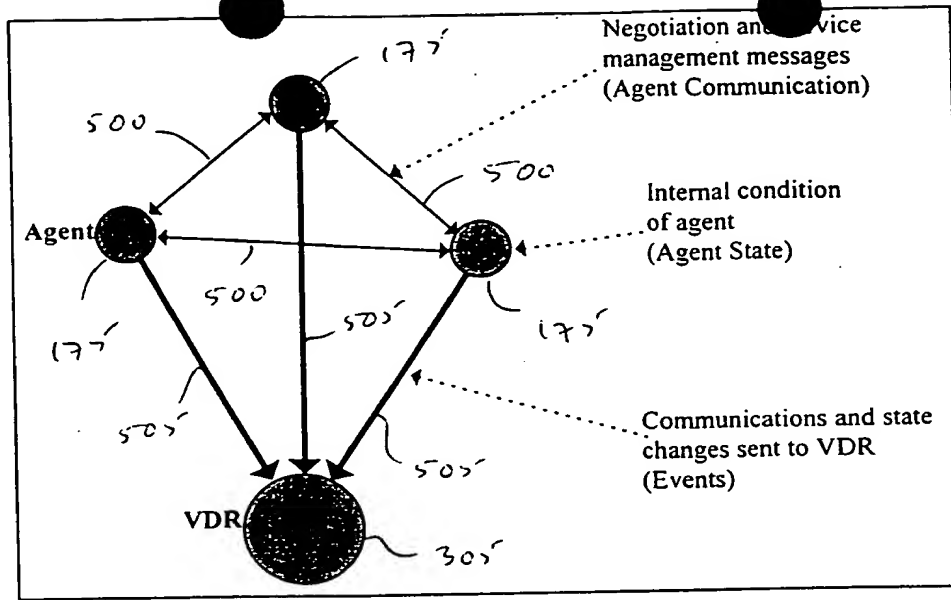 Negotiation and service
management messages
(Agent Communication)
175
500
500
Internal condition
of agent
(Agent State)
Agent
500
505
175
175
505
505
Communications and state
changes sent to VDR
(Events)
VDR
305